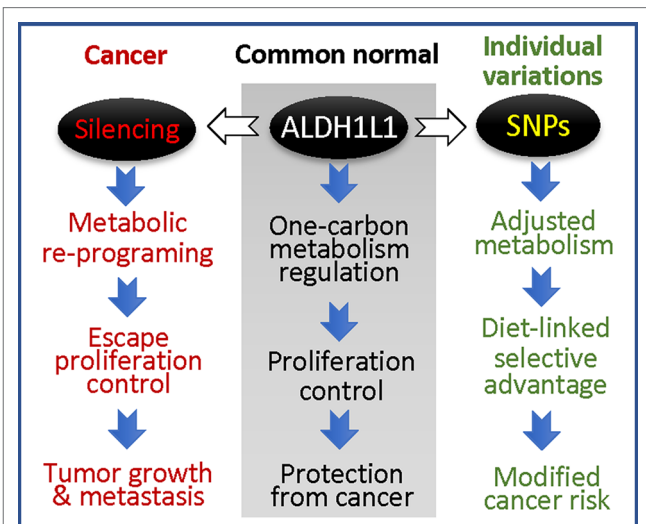 Cancer
Silencing
Metabolic
re-programing
Escape
proliferation
control
Tumor growth
& metastasis
Common normal
ALDH1L1
One-carbon
metabolism
regulation
Proliferation
control
Protection
from cancer
Individual
variations
SNPs
Adjusted
metabolism
Diet-linked
selective
advantage
Modified
cancer risk